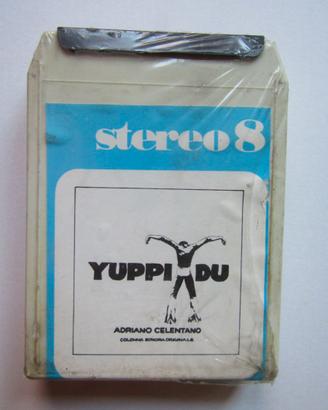 stereo 8
YUPPI DU
ADRIANO CELENTANO
COLONNA SONORA ORIGINALE